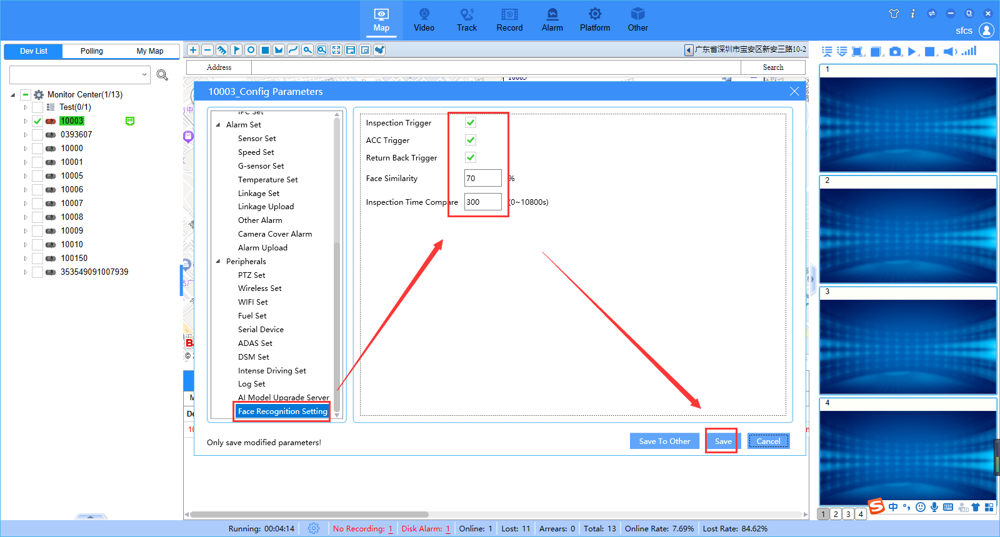 Map
Video
Track
Record
Alarm
Platform
Other
sfcs
Dev List
Polling
My Map
广东省深圳市宝安区新安三路10-2
Address
Search
Monitor Center(1/13)
Test(0/1)
10003
0393607
10000
10001
10005
10006
10007
10008
10009
10010
100150
353549091007939
10003_Config Parameters
IPC Set
Alarm Set
Sensor Set
Speed Set
G-sensor Set
Temperature Set
Linkage Set
Linkage Upload
Other Alarm
Camera Cover Alarm
Alarm Upload
Peripherals
PTZ Set
Wireless Set
WIFI Set
Fuel Set
Serial Device
ADAS Set
DSM Set
Intense Driving Set
Log Set
AI Model Upgrade Server
Face Recognition Setting
Inspection Trigger
ACC Trigger
Return Back Trigger
Face Similarity 70 %
Inspection Time Compare 300 (0~10800s)
Only save modified parameters!
Save To Other
Save
Cancel
1
2
3
4
1 2 3 4
中
Running: 00:04:14
No Recording: 1
Disk Alarm: 1
Online: 1
Lost: 11
Arrears: 0
Total: 13
Online Rate: 7.69%
Lost Rate: 84.62%